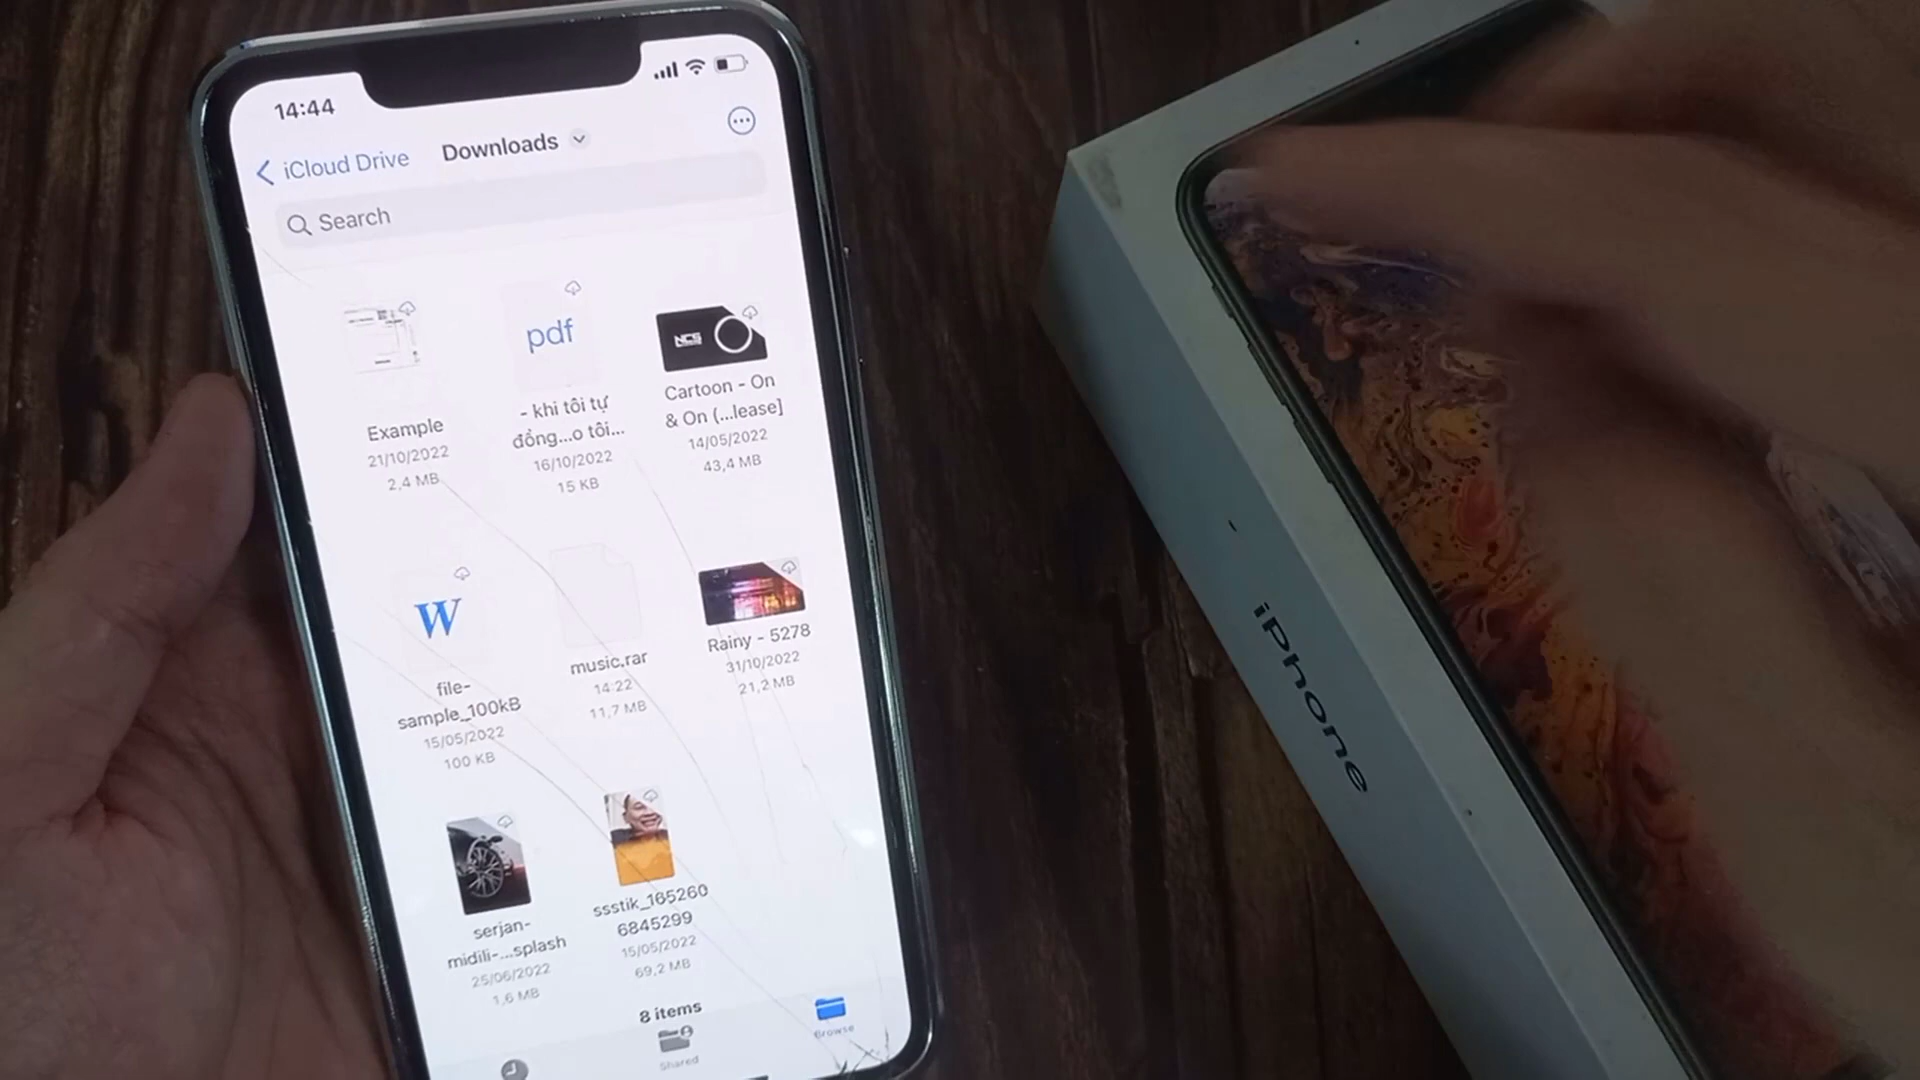 14:44
iCloud Drive
Downloads
Search
pdf
NCS
Example
21/10/2022
2,4 MB
- khi tôi tự
đồng...o tôi...
16/10/2022
15 KB
Cartoon - On
& On (...lease]
14/05/2022
43,4 MB
W
file-
sample_100kB
15/05/2022
100 KB
music.rar
14:22
11,7 MB
Rainy - 5278
31/10/2022
21,2 MB
serjan-
midili-...splash
25/06/2022
1,6 MB
ssstik_165260
6845299
15/05/2022
69,2 MB
8 items
Shared
Browse
iPhone